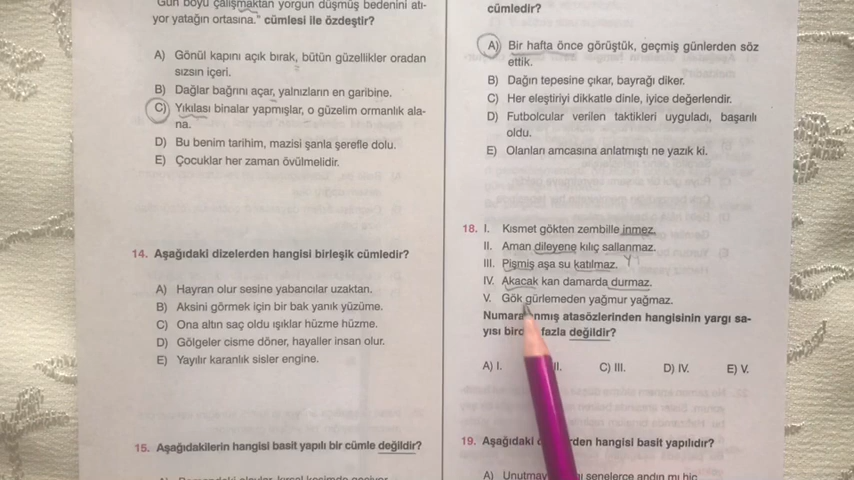 Gün boyu çalışmaktan yorgun düşmüş bedenini atı-
yor yatağın ortasına." cümlesi ile özdeştir?
A) Gönül kapını açık bırak, bütün güzellikler oradan
sızsın içeri.
B) Dağlar bağrını açar, yalnızların en garibine.
C) Yıkılası binalar yapmışlar, o güzelim ormanlık ala-
na.
D) Bu benim tarihim, mazisi şanla şerefle dolu.
E) Çocuklar her zaman övülmelidir.
14. Aşağıdaki dizelerden hangisi birleşik cümledir?
A) Hayran olur sesine yabancılar uzaktan.
B) Aksini görmek için bir bak yanık yüzüme.
C) Ona altın saç oldu ışıklar hüzme hüzme.
D) Gölgeler cisme döner, hayaller insan olur.
E) Yayılır karanlık sisler engine.
15. Aşağıdakilerin hangisi basit yapılı bir cümle değildir?
cümledir?
A) Bir hafta önce görüştük, geçmiş günlerden söz
ettik.
B) Dağın tepesine çıkar, bayrağı diker.
C) Her eleştiriyi dikkatle dinle, iyice değerlendir.
D) Futbolcular verilen taktikleri uyguladı, başarılı
oldu.
E) Olanları amcasına anlatmıştı ne yazık ki.
18. I. Kısmet gökten zembille inmez.
II. Aman dileyene kılıç sallanmaz.
III. Pişmiş aşa su katılmaz. Y
IV. Akacak kan damarda durmaz.
V. Gök gürlemeden yağmur yağmaz.
Numaralanmış atasözlerinden hangisinin yargı sa-
yısı birden fazla değildir?
A) I. II. C) III. D) IV. E) V.
19. Aşağıdaki hangisi basit yapılıdır?
A) senelerce andın mı hiç